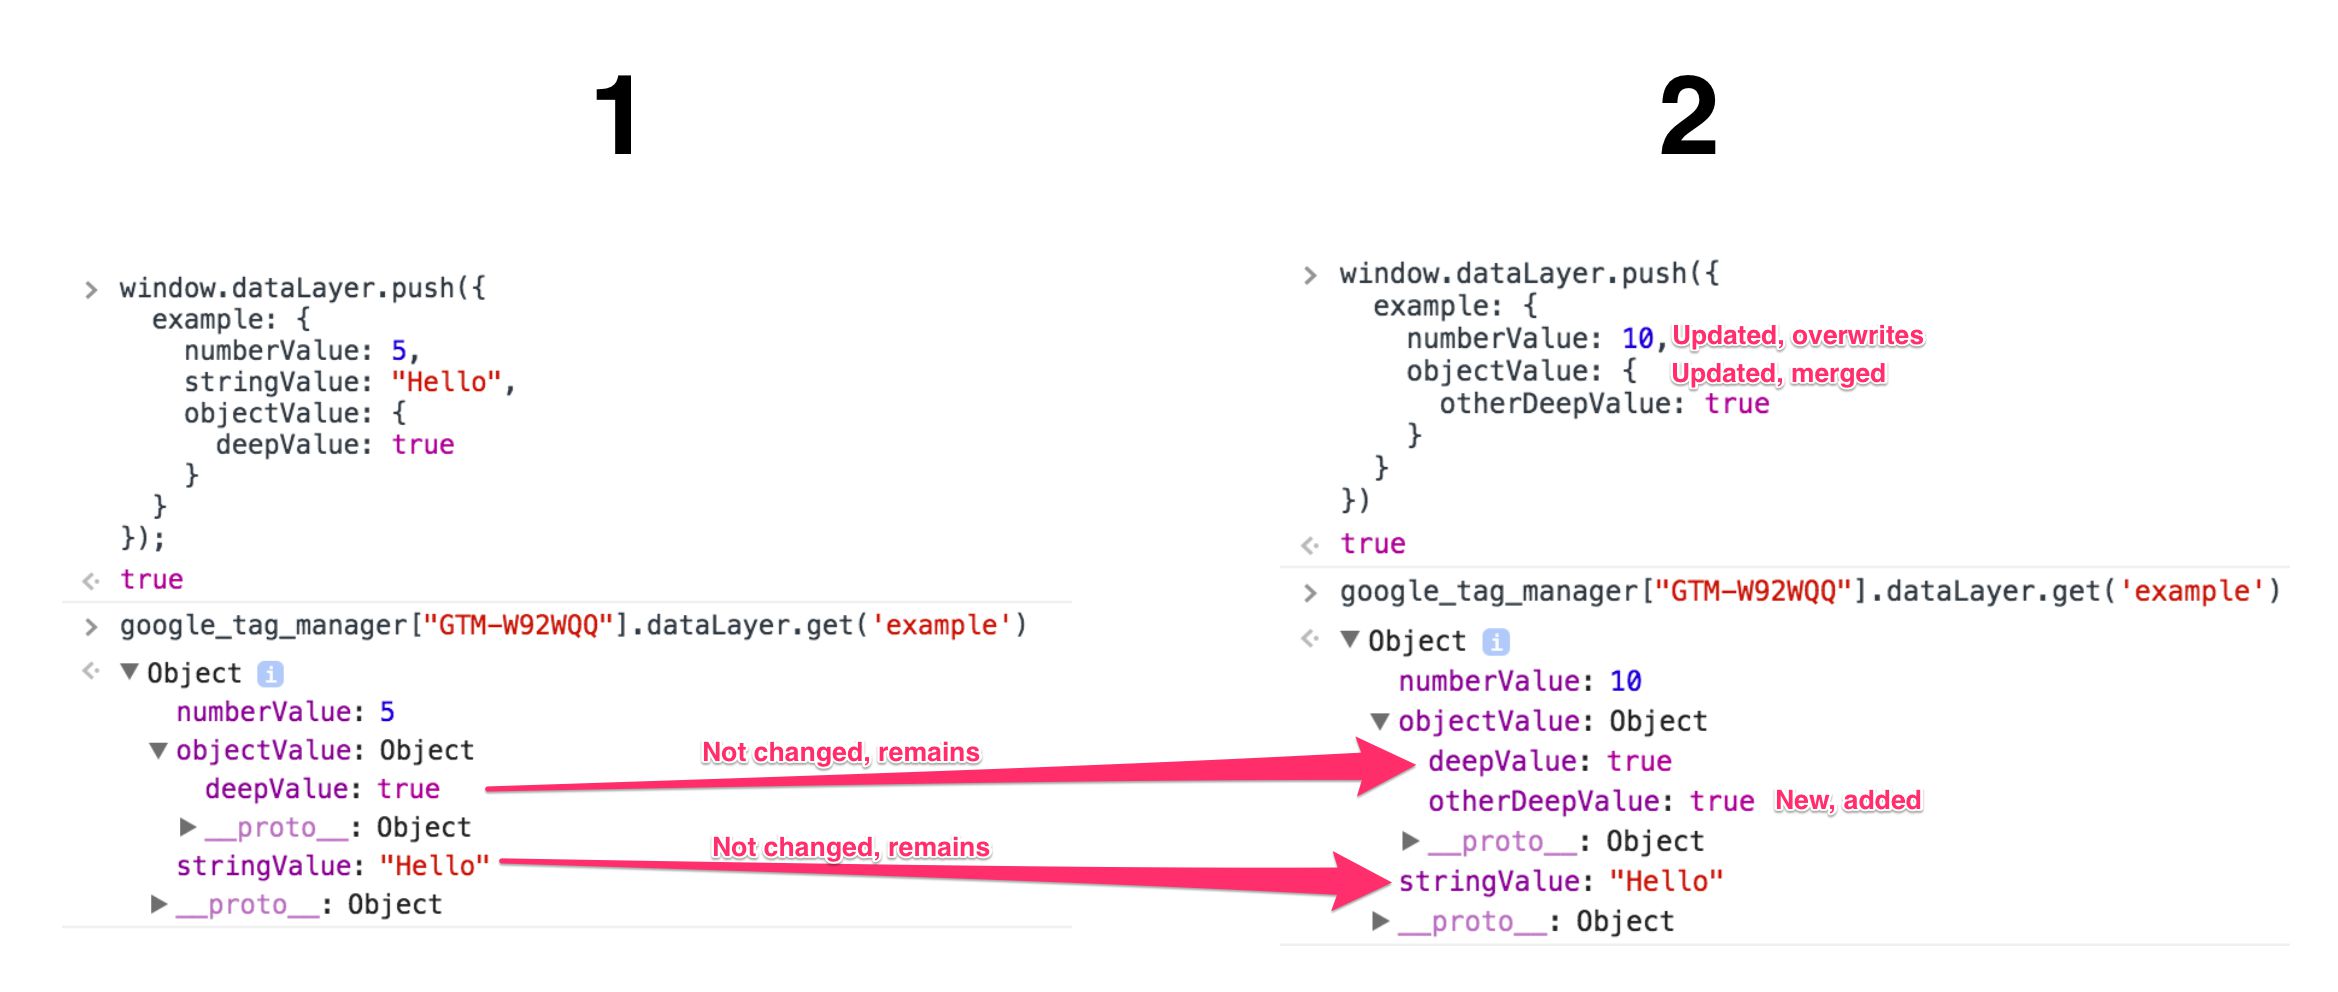 1
window.dataLayer.push({
example: {
numberValue: 5,
stringValue: "Hello",
objectValue: {
deepValue: true
}
}
});
true
google_tag_manager["GTM-W92WQQ"].dataLayer.get('example')
Object i
numberValue: 5
objectValue: Object
deepValue: true
__proto__: Object
stringValue: "Hello"
__proto__: Object
Not changed, remains
Not changed, remains
2
window.dataLayer.push({
example: {
numberValue: 10, Updated, overwrites
objectValue: { Updated, merged
otherDeepValue: true
}
}
})
true
google_tag_manager["GTM-W92WQQ"].dataLayer.get('example')
Object i
numberValue: 10
objectValue: Object
deepValue: true
otherDeepValue: true New, added
__proto__: Object
stringValue: "Hello"
__proto__: Object